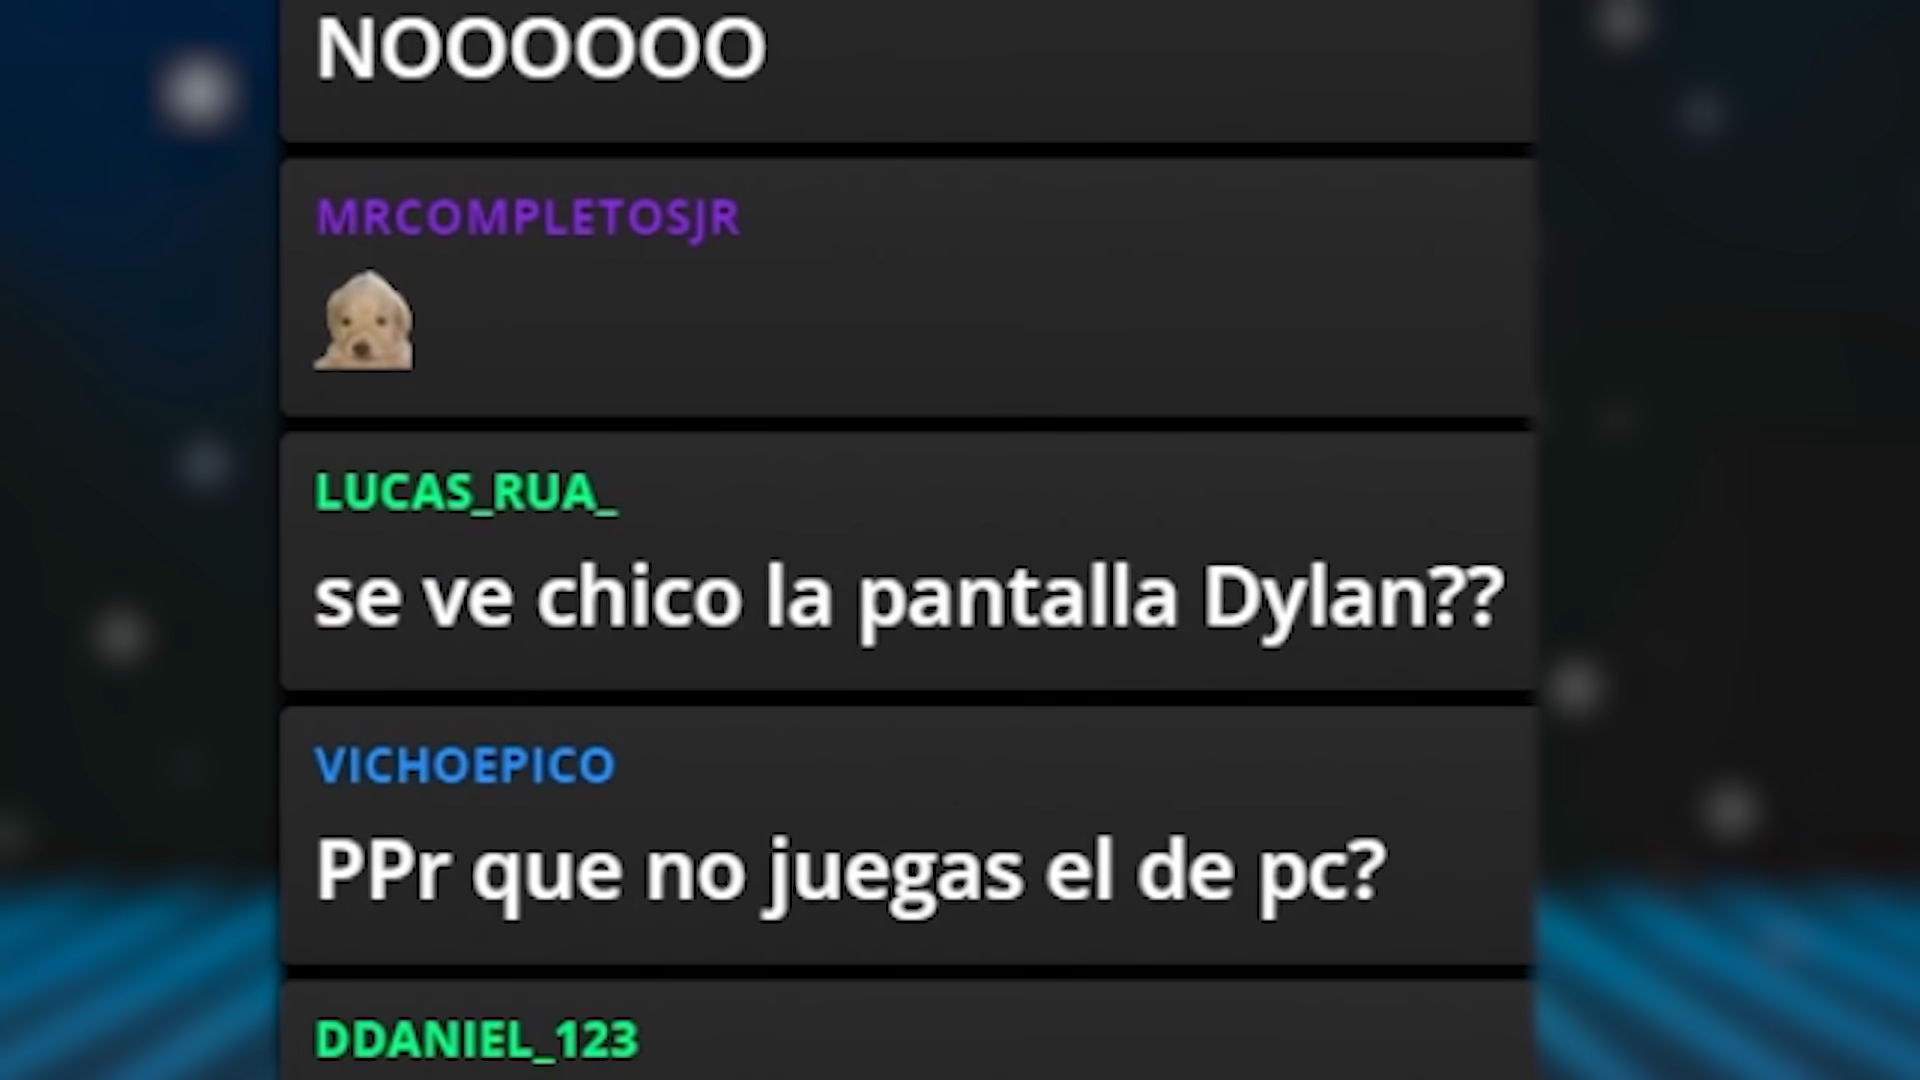 NOOOOOO
MRCOMPLETOSJR
LUCAS_RUA_
se ve chico la pantalla Dylan??
VICHOEPICO
PPr que no juegas el de pc?
DDANIEL_123